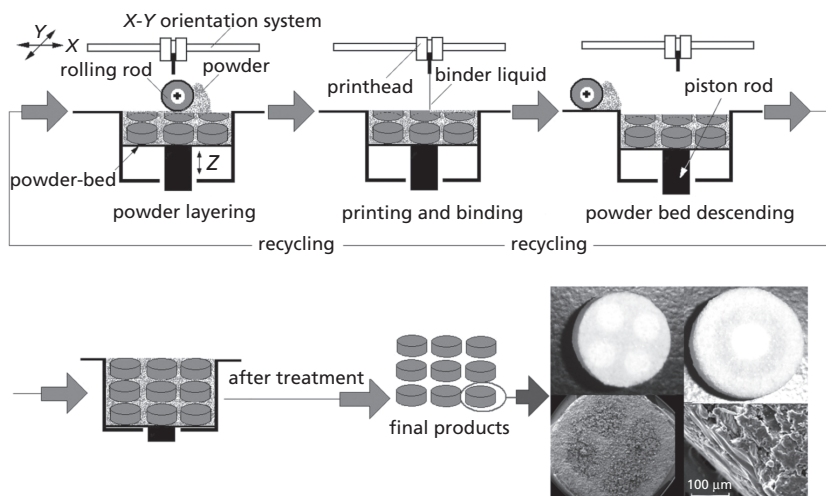 X-Y orientation system
Y
X
rolling rod
powder
printhead
binder liquid
piston rod
powder-bed
Z
powder layering
printing and binding
powder bed descending
recycling
recycling
after treatment
final products
100 μm